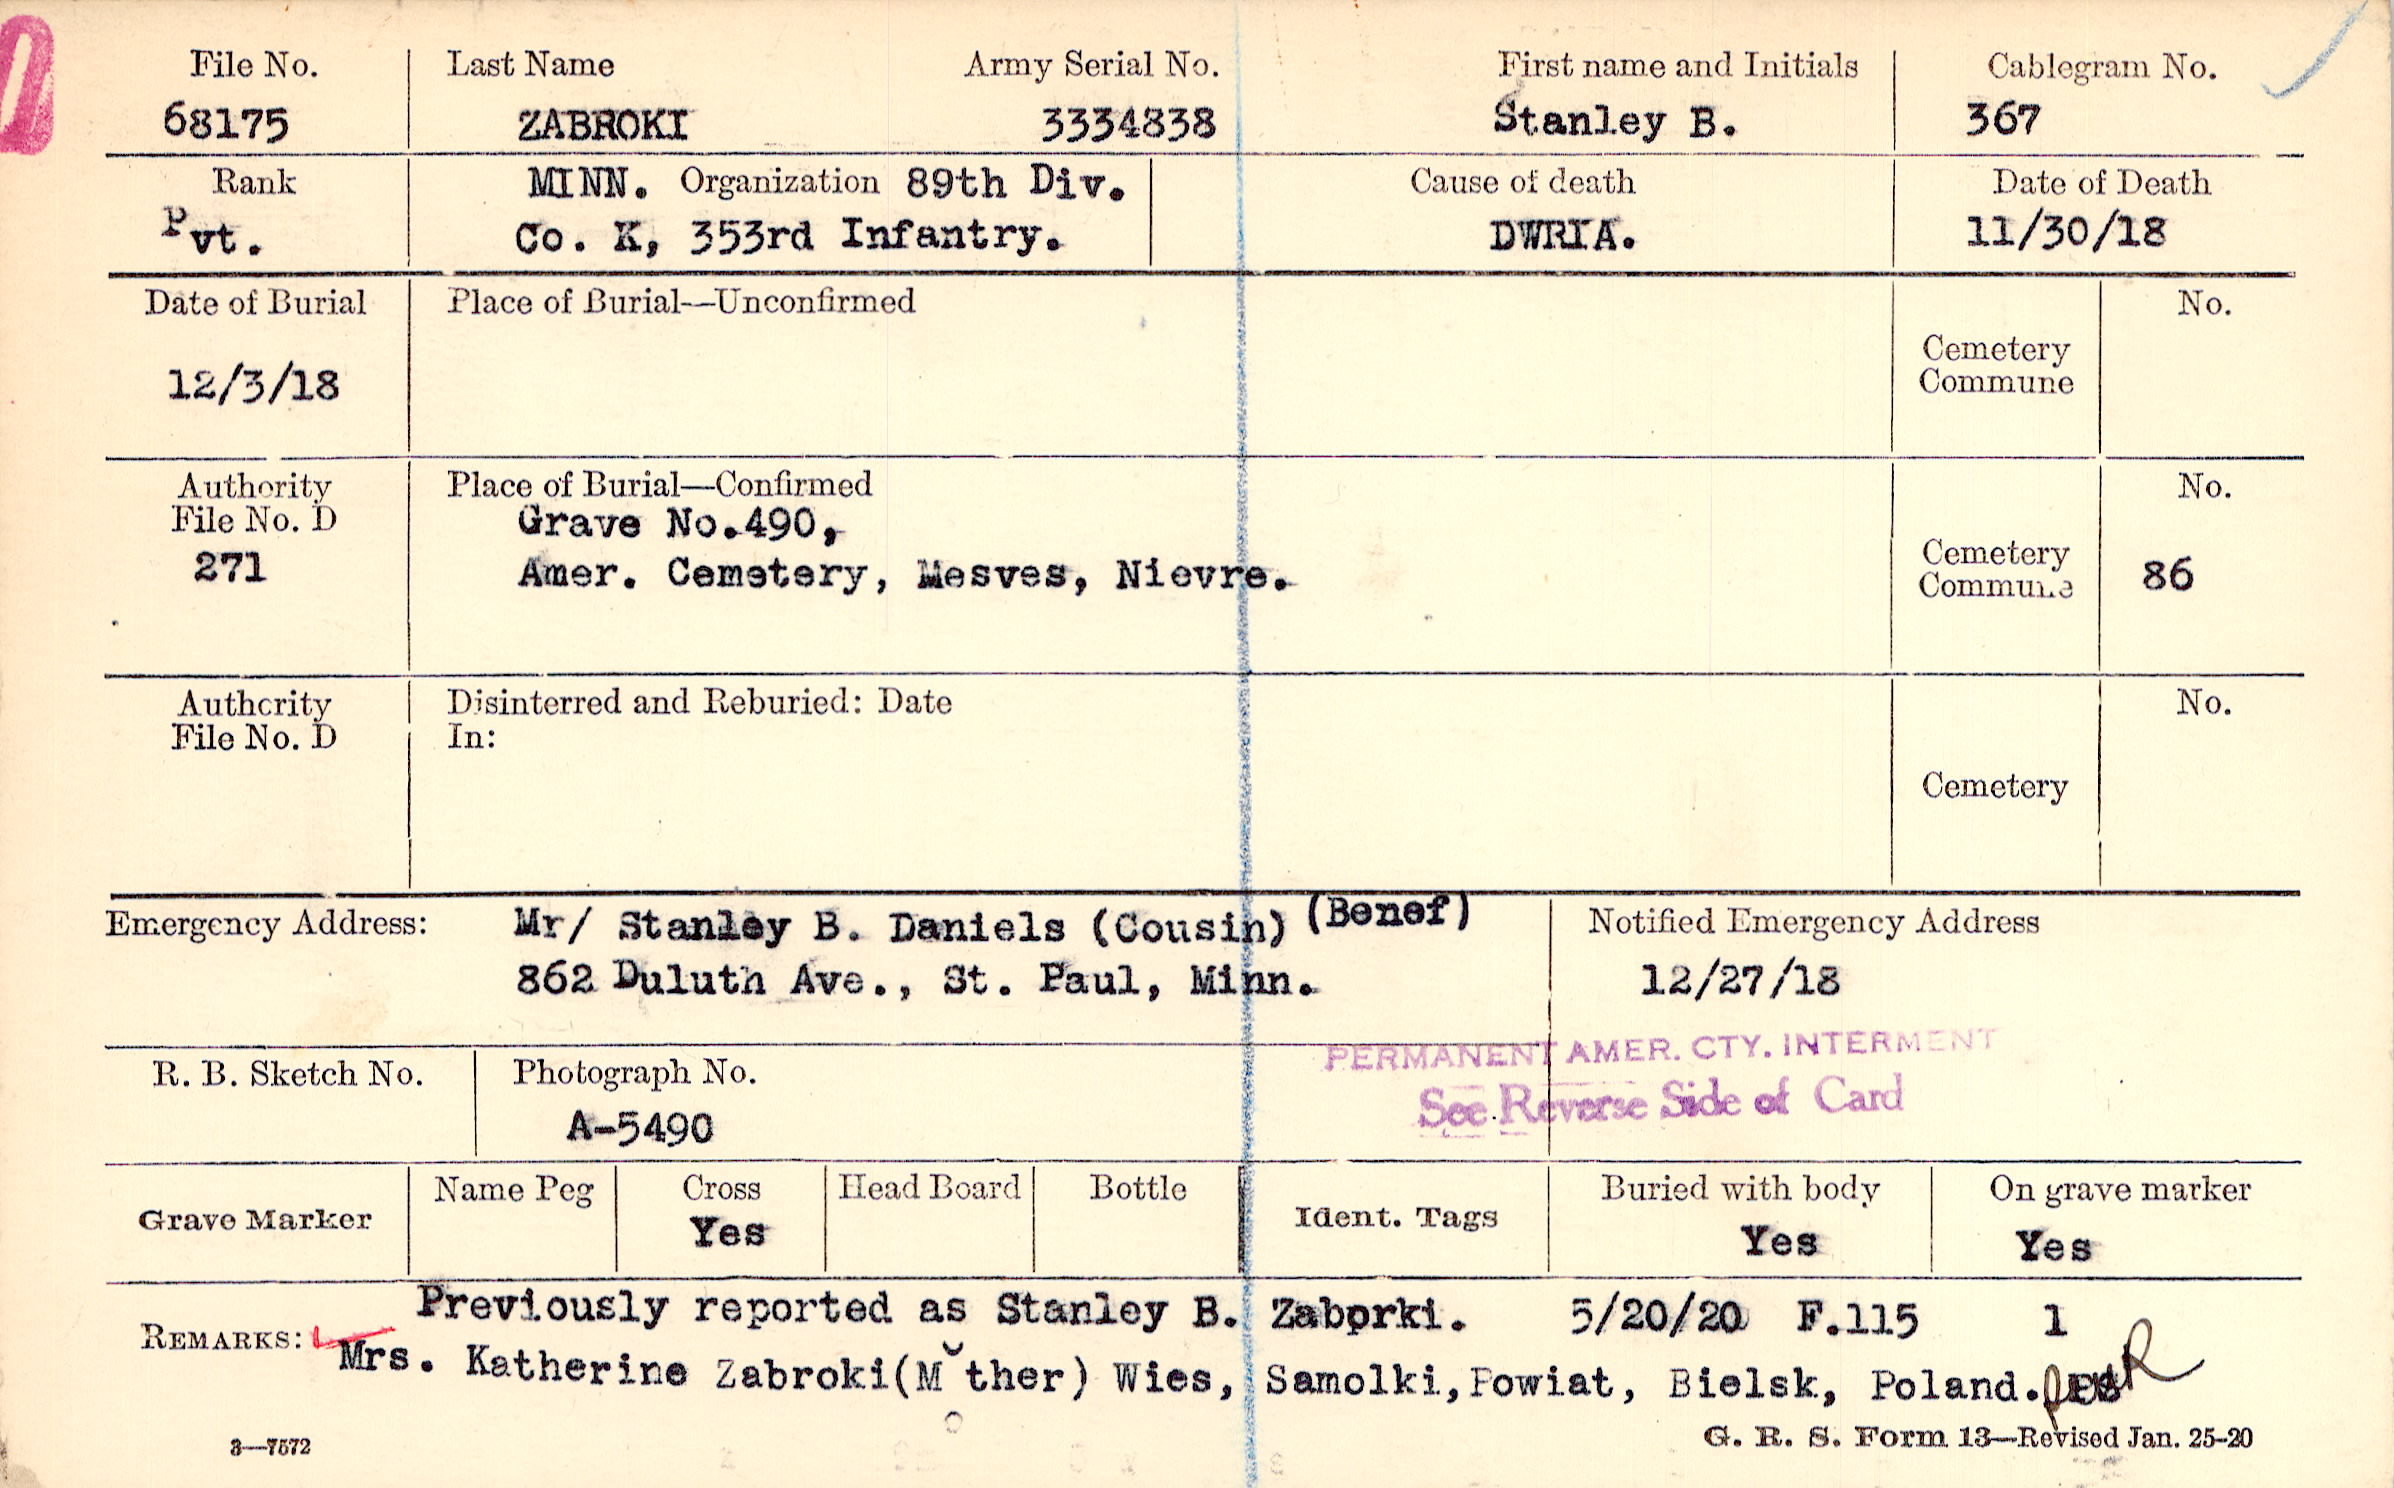 File No. Last Name Army Serial No. First name and Initials Cablegram No.
68175 ZABROKI 3334838 Stanley B. 367
Rank MINN. Organization 89th Div. Cause of death Date of Death
Pvt. Co. K, 353rd Infantry. DWRIA. 11/30/18
Date of Burial Place of Burial--Unconfirmed No.
Cemetery
Commune
12/3/18
Authority Place of Burial—Confirmed No.
File No. D Grave No.490,
271 Amer. Cemetery, Mesves, Nievre. Cemetery
Commune 86
Authority Disinterred and Reburied: Date No.
File No. D In:
Cemetery
Emergency Address: Mr/ Stanley B. Daniels (Cousin) (Benef) Notified Emergency Address
862 Duluth Ave., St. Paul, Minn. 12/27/18
PERMANENT AMER. CTY. INTERMENT
R. B. Sketch No. Photograph No. See Reverse Side of Card
A-5490
Grave Marker Name Peg Cross Head Board Bottle Ident. Tags Buried with body On grave marker
Yes Yes Yes
Previously reported as Stanley B. Zaborki. 5/20/20 F.115 1
REMARKS: Mrs. Katherine Zabroki(Mother) Wies, Samolki,Powiat, Bielsk, Poland.
3—7572 G. R. S. Form 13—Revised Jan. 25-20